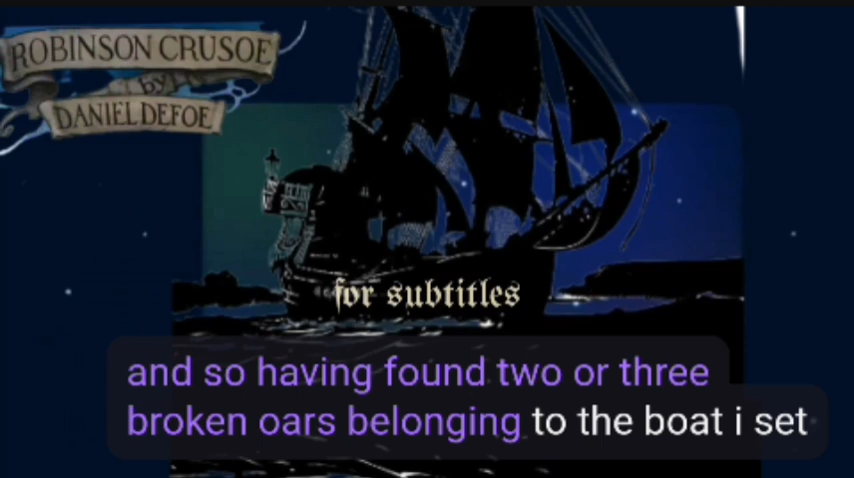 ROBINSON CRUSOE
by
DANIEL DEFOE
for subtitles
and so having found two or three
broken oars belonging to the boat i set